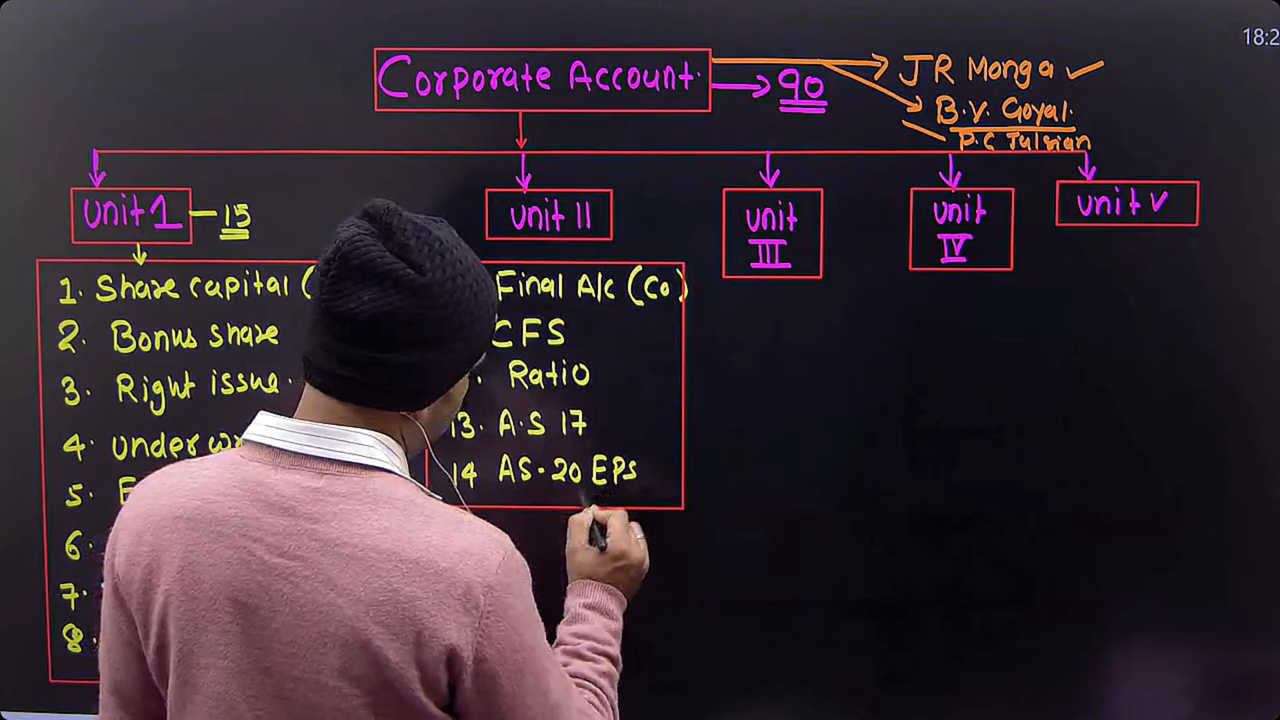 18:2
Corporate Account.
90
JR Monga
B.V. Goyal.
P.C Tulsian
Unit 1
15
unit II
unit III
unit IV
unit V
1. Share capital (
2. Bonus share
3. Right issue.
4. under
5.
6.
7.
8.
Final A/c (Co)
CFS
Ratio
13. A.S 17
14 AS-20 EPS